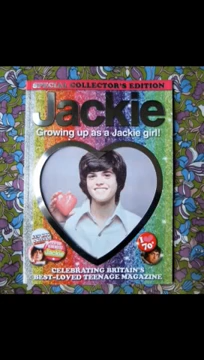 COLLECTOR'S EDITION
Jackie
Growing up as a Jackie girl!
CELEBRATING BRITAIN'S
BEST-LOVED TEENAGE MAGAZINE